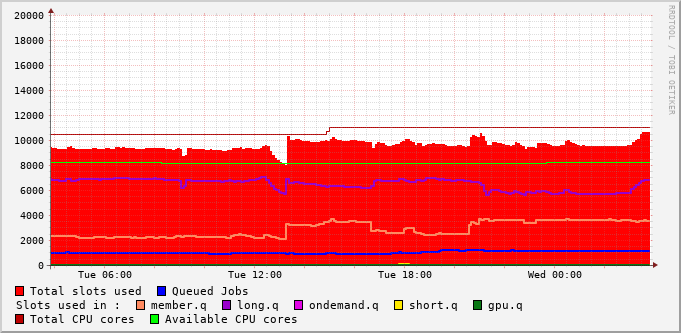 20000
18000
16000
14000
12000
10000
8000
6000
4000
2000
0
Tue 06:00 Tue 12:00 Tue 18:00 Wed 00:00
RRDTOOL / TOBI OETIKER
Total slots used Queued Jobs
Slots used in : member.q long.q ondemand.q short.q gpu.q
Total CPU cores Available CPU cores